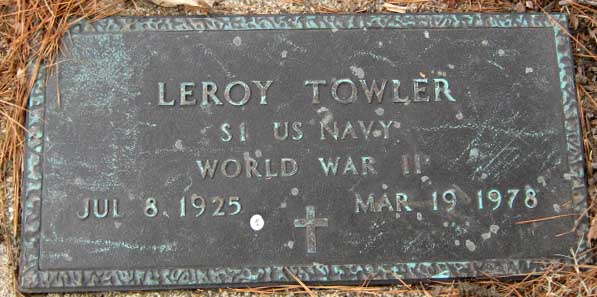 LEROY TOWLER
S1 US NAVY
WORLD WAR II
JUL 8 1925 MAR 19 1978